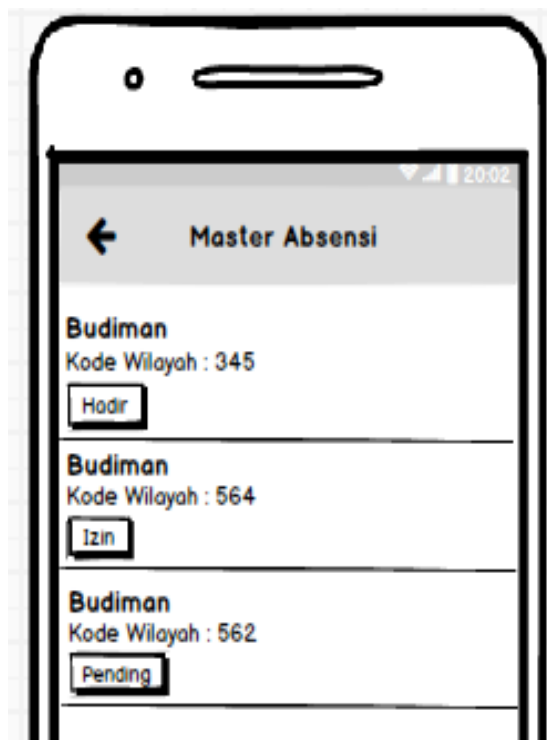 20:02
Master Absensi
Budiman
Kode Wilayah : 345
Hadir
Budiman
Kode Wilayah : 564
Izin
Budiman
Kode Wilayah : 562
Pending